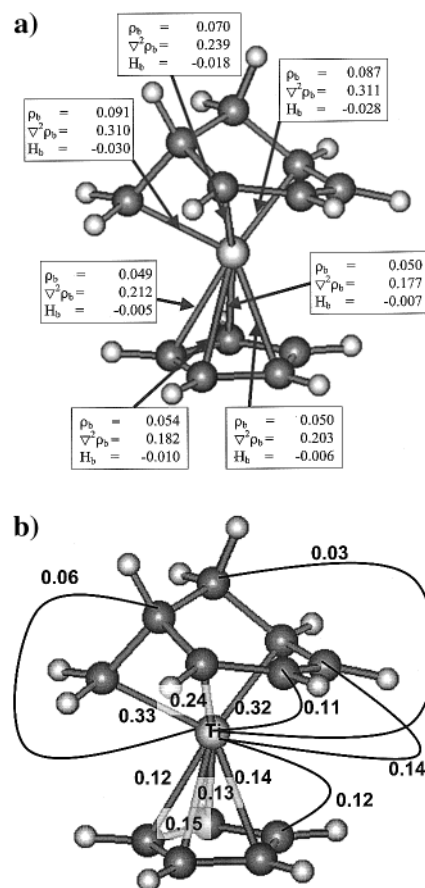 a)
ρb = 0.070
∇²ρb = 0.239
Hb = -0.018
ρb = 0.087
∇²ρb = 0.311
Hb = -0.028
ρb = 0.091
∇²ρb = 0.310
Hb = -0.030
ρb = 0.049
∇²ρb = 0.212
Hb = -0.005
ρb = 0.050
∇²ρb = 0.177
Hb = -0.007
ρb = 0.054
∇²ρb = 0.182
Hb = -0.010
ρb = 0.050
∇²ρb = 0.203
Hb = -0.006
b)
0.03
0.06
0.24
0.32
0.11
0.33
Ti
0.14
0.12
0.14
0.13
0.12
0.15